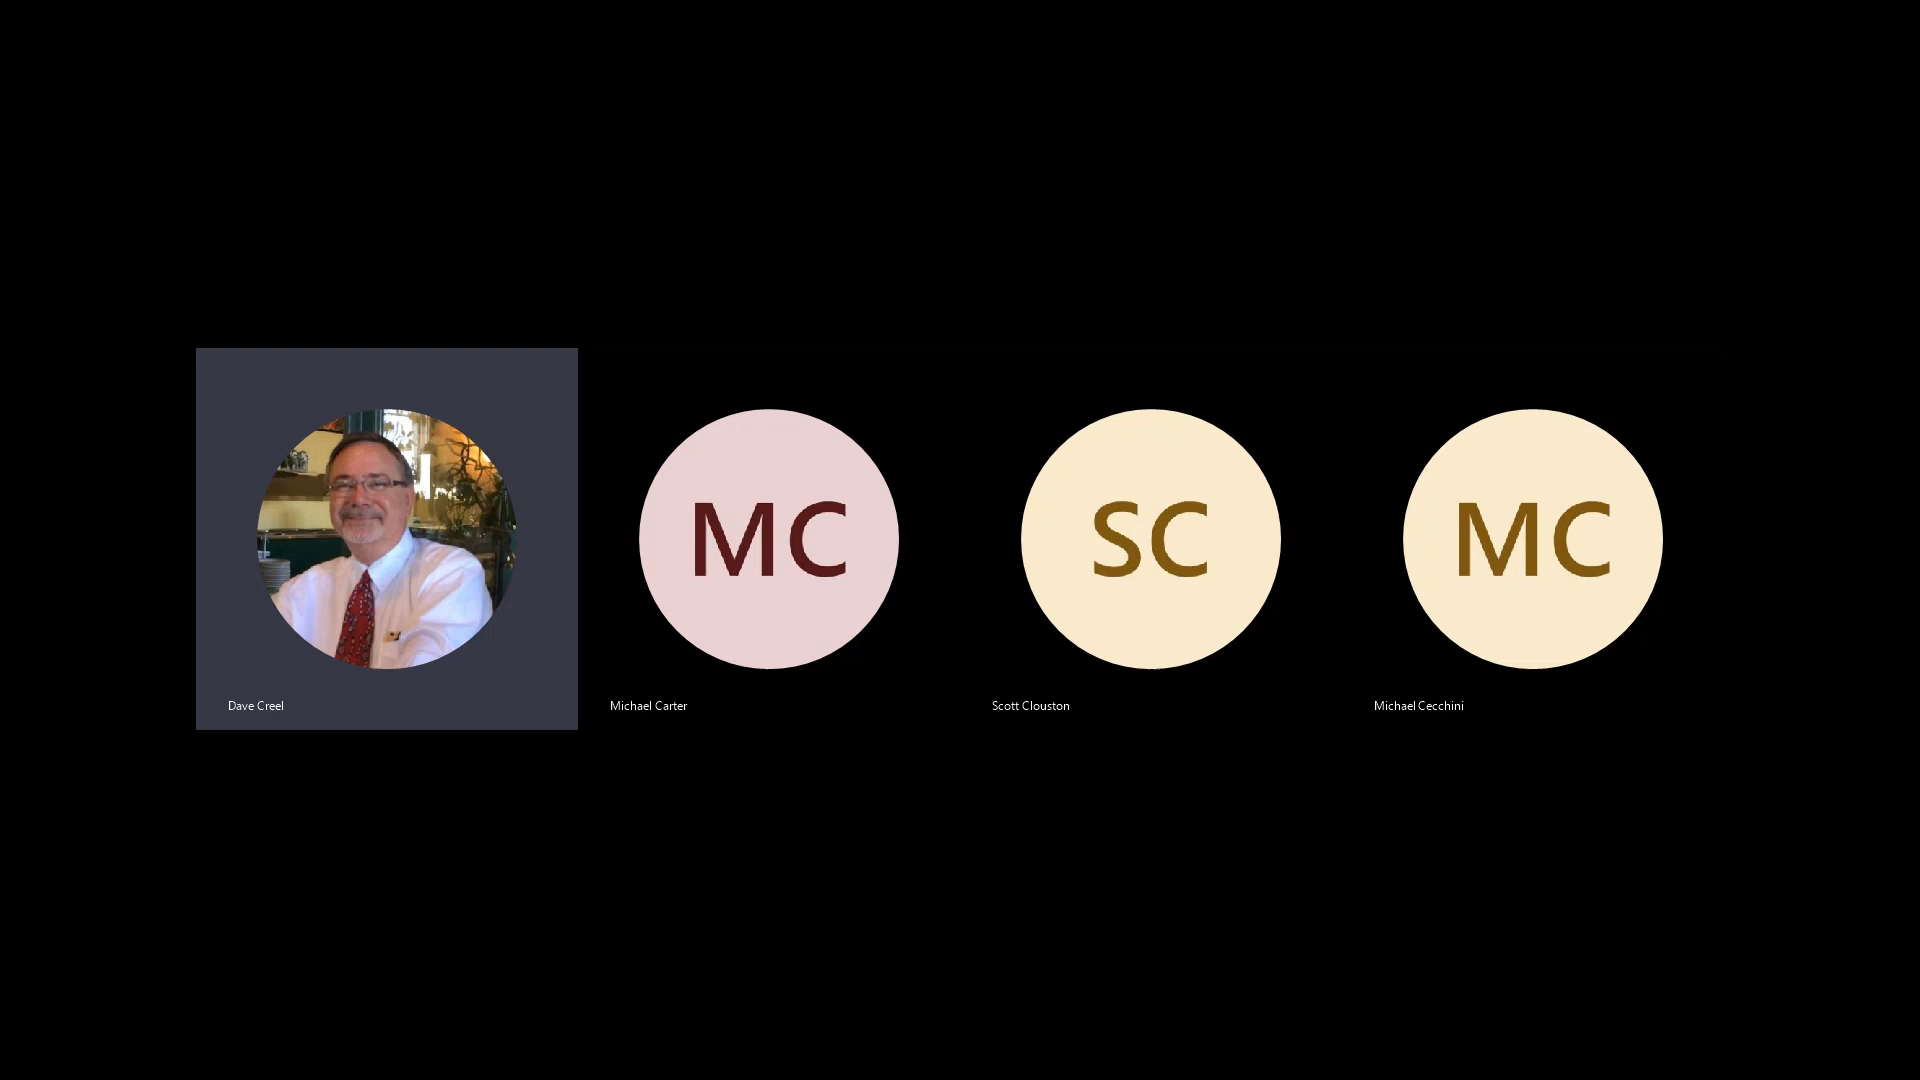 MC
SC
MC
Dave Creel
Michael Carter
Scott Clouston
Michael Cecchini